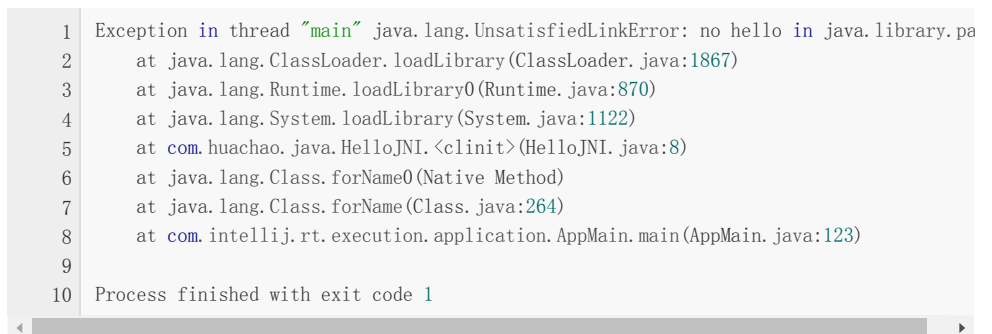 1 Exception in thread "main" java.lang.UnsatisfiedLinkError: no hello in java.library.pa
2 at java.lang.ClassLoader.loadLibrary(ClassLoader.java:1867)
3 at java.lang.Runtime.loadLibrary0(Runtime.java:870)
4 at java.lang.System.loadLibrary(System.java:1122)
5 at com.huachao.java.HelloJNI.<clinit>(HelloJNI.java:8)
6 at java.lang.Class.forName0(Native Method)
7 at java.lang.Class.forName(Class.java:264)
8 at com.intellij.rt.execution.application.AppMain.main(AppMain.java:123)
9
10 Process finished with exit code 1